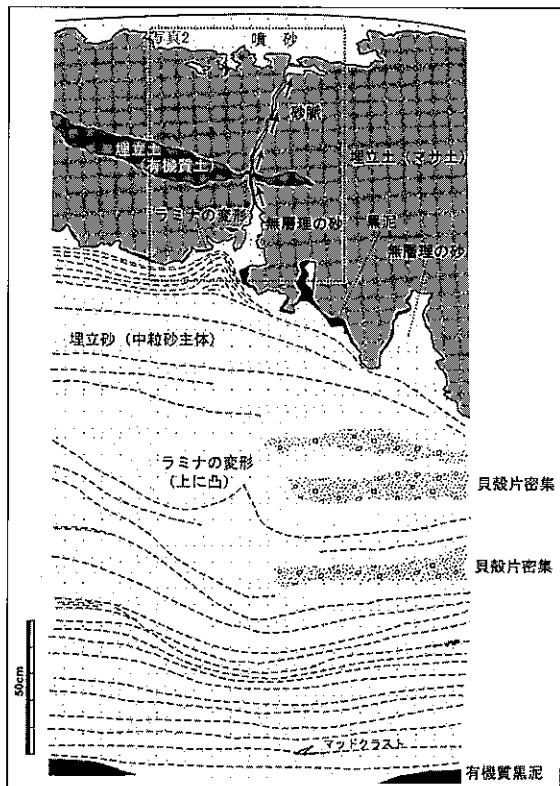 写真2
噴砂
砂脈
埋立土
(有機質土)
埋立土(マサ土)
ラミナの変形
無層理の砂
黒泥
無層理の砂
埋立砂(中粒砂主体)
ラミナの変形
(上に凸)
貝殻片密集
貝殻片密集
50cm
マッドクラスト
有機質黒泥